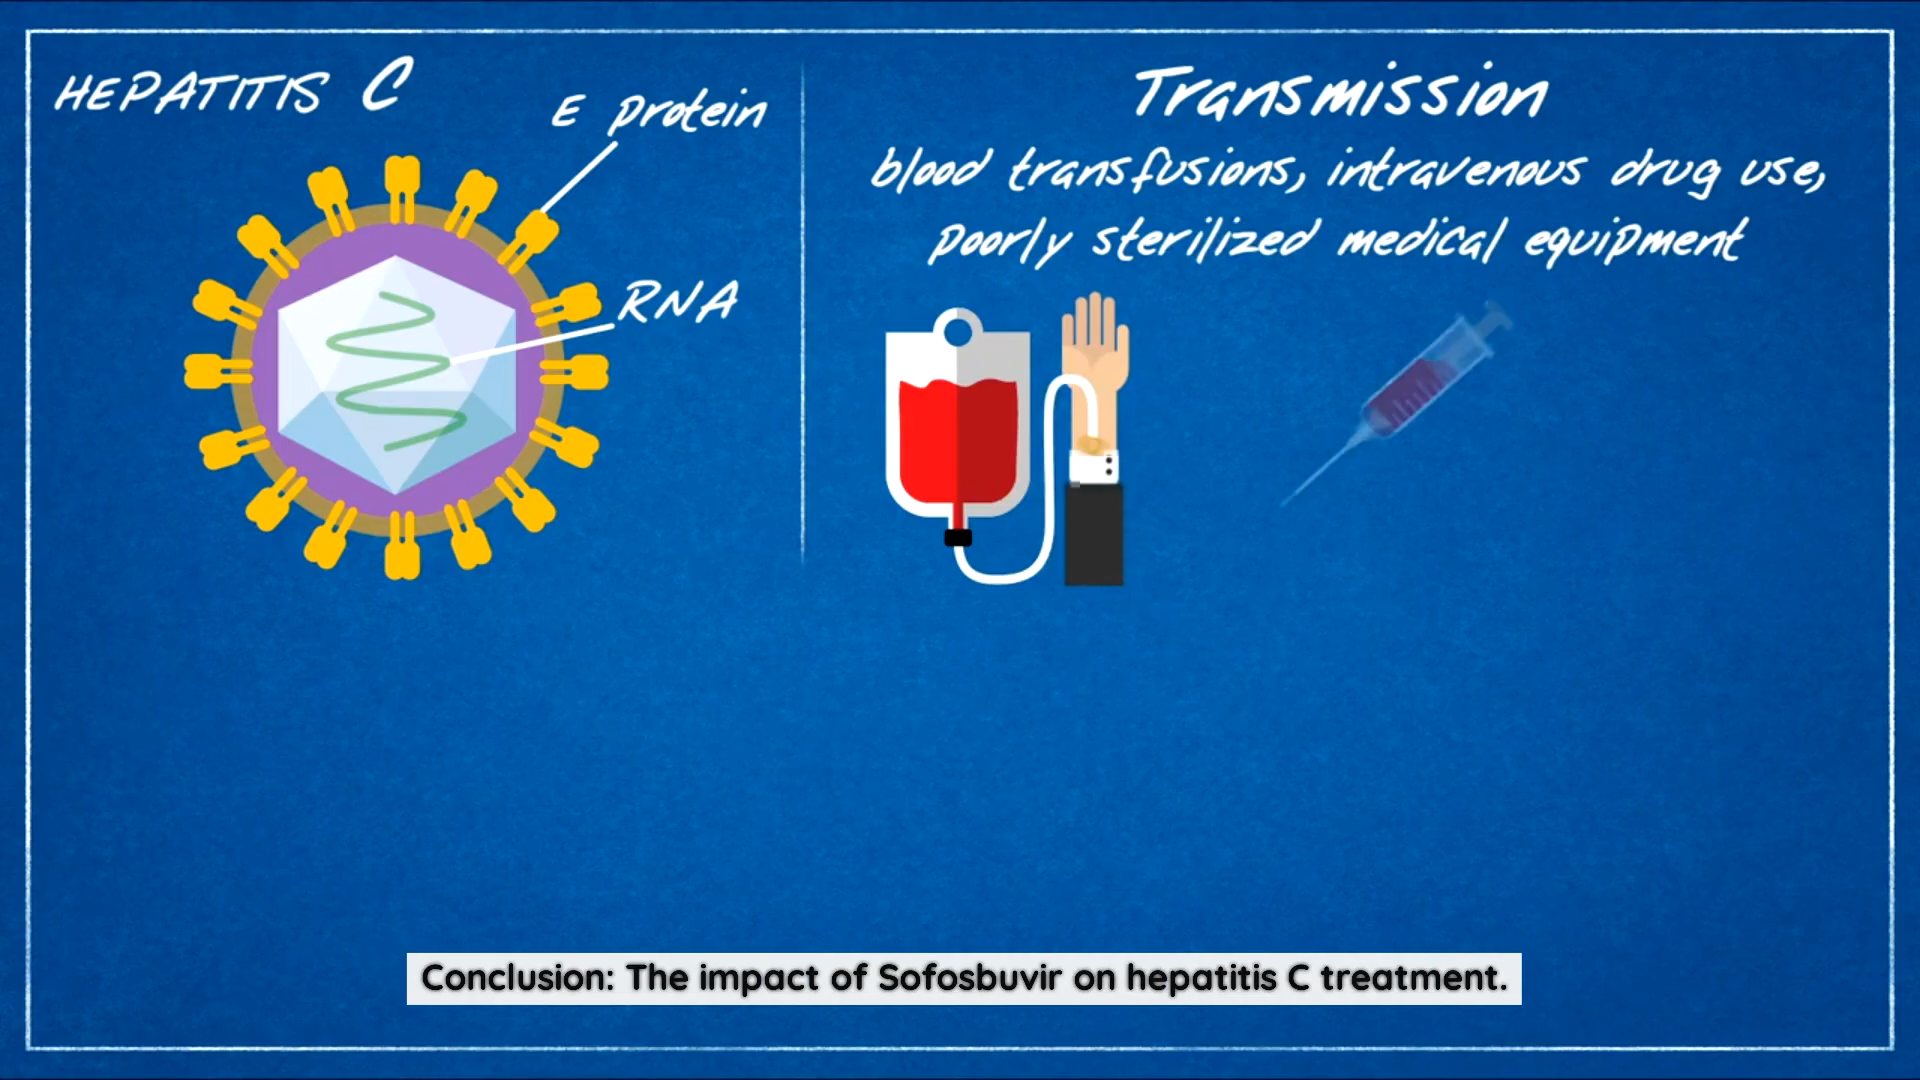 HEPATITIS C
E protein
RNA
Transmission
blood transfusions, intravenous drug use,
poorly sterilized medical equipment
Conclusion: The impact of Sofosbuvir on hepatitis C treatment.